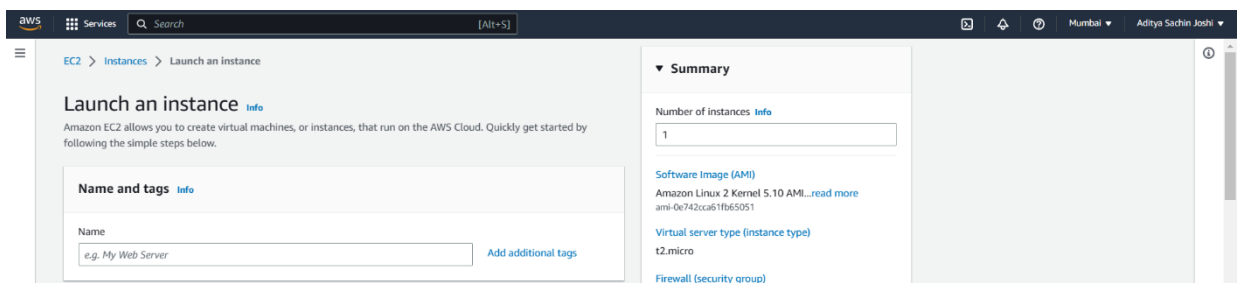 aws Services Search [Alt+S] Mumbai Aditya Sachin Joshi
EC2 > Instances > Launch an instance
Launch an instance Info
Amazon EC2 allows you to create virtual machines, or instances, that run on the AWS Cloud. Quickly get started by
following the simple steps below.
Name and tags Info
Name
e.g. My Web Server
Add additional tags
Summary
Number of instances Info
1
Software Image (AMI)
Amazon Linux 2 Kernel 5.10 AMI...read more
ami-0e742cca61fb65051
Virtual server type (instance type)
t2.micro
Firewall (security group)